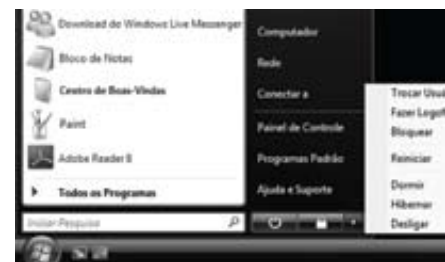 Download do Windows Live Messenger
Bloco de Notas
Centro de Boas-Vindas
Paint
Adobe Reader 8
Todos os Programas
Iniciar Pesquisa
Computador
Rede
Conectar a
Painel de Controle
Programas Padrão
Ajuda e Suporte
Trocar Usuá
Fazer Logoff
Bloquear
Reiniciar
Dormir
Hibernar
Desligar